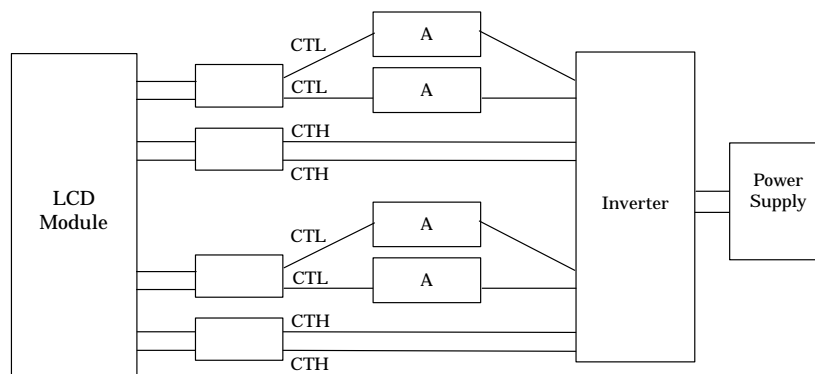 CTL
A
CTL
A
CTH
CTH
LCD
Module
Inverter
Power
Supply
CTL
A
CTL
A
CTH
CTH